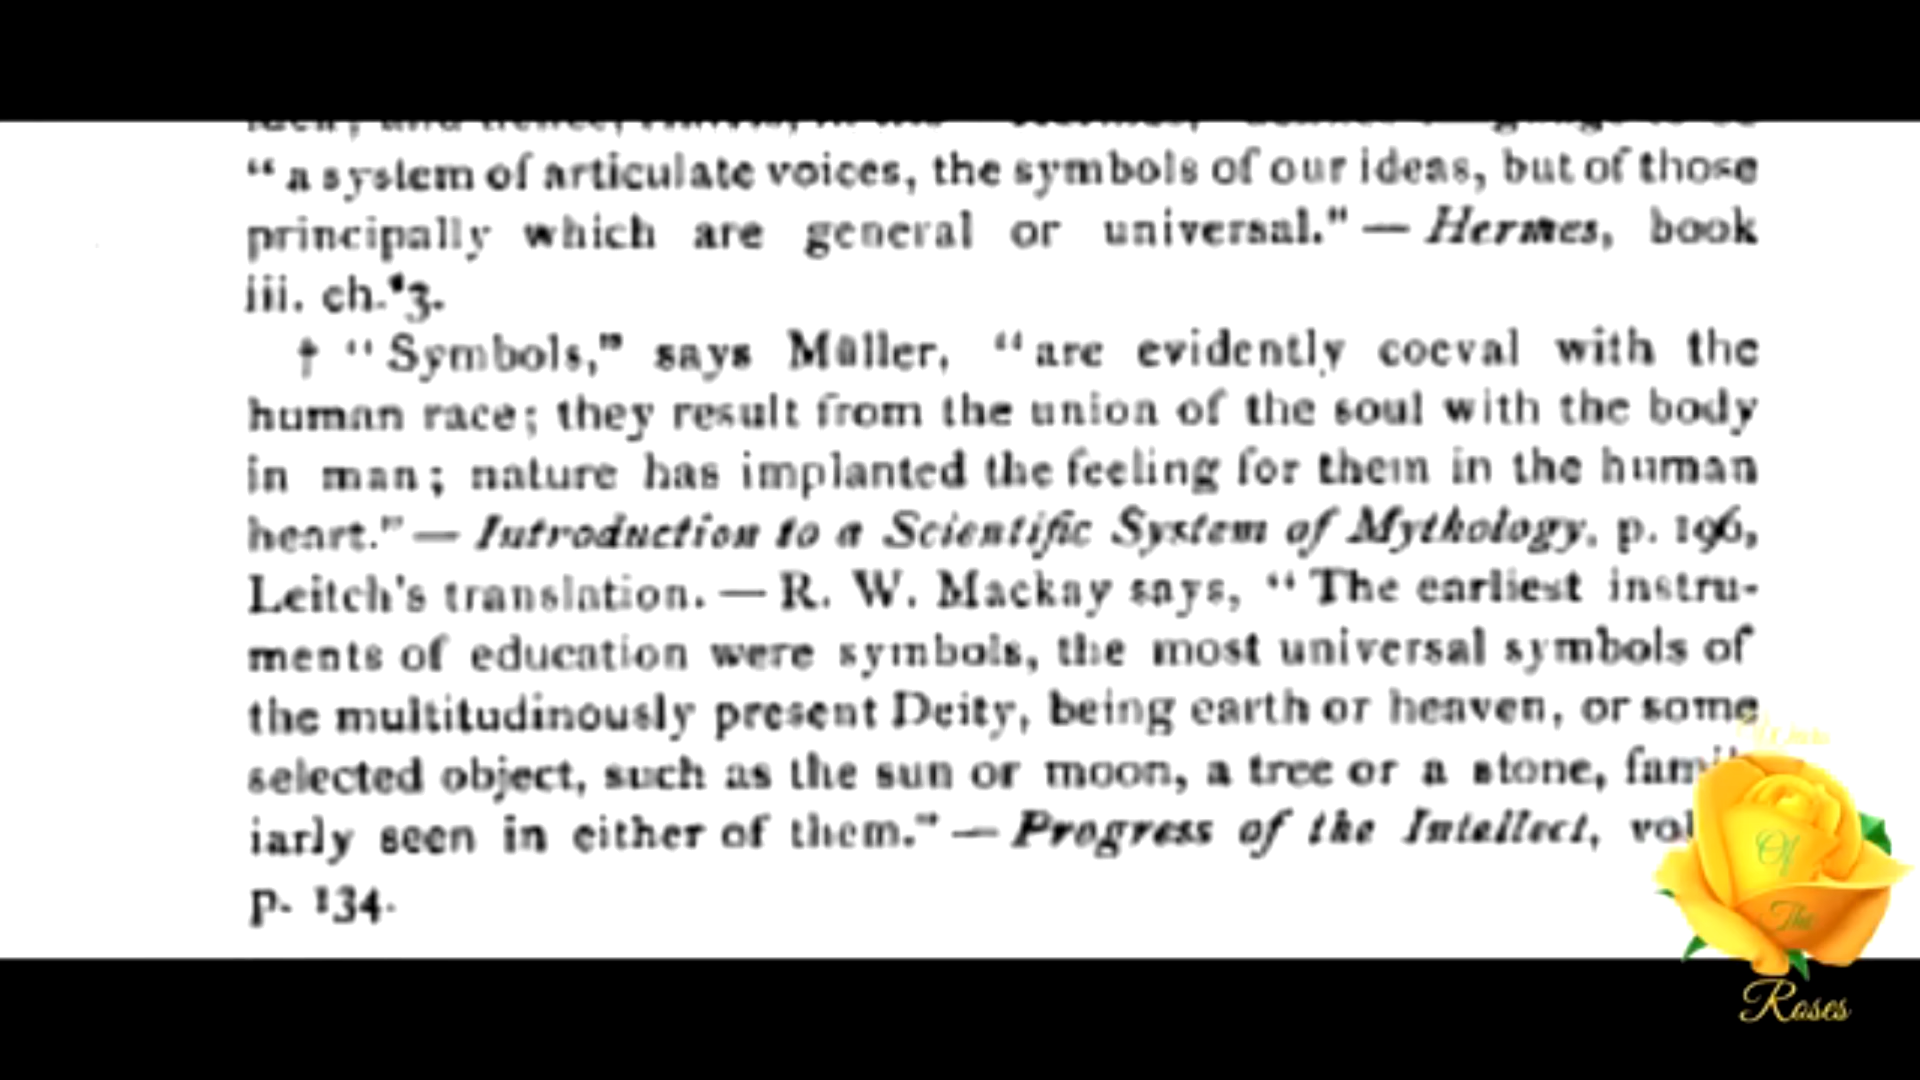 “ a system of articulate voices, the symbols of our ideas, but of those
principally which are general or universal." — Hermes, book
iii. ch. 3.
† “ Symbols,” says Müller, “ are evidently coeval with the
human race; they result from the union of the soul with the body
in man; nature has implanted the feeling for them in the human
heart." — Introduction to a Scientific System of Mythology, p. 196,
Leitch's translation. — R. W. Mackay says, “ The earliest instru-
ments of education were symbols, the most universal symbols of
the multitudinously present Deity, being earth or heaven, or some
selected object, such as the sun or moon, a tree or a stone,
iarly seen in either of them." — Progress of the Intellect,
p. 134.
Of
The
Roses